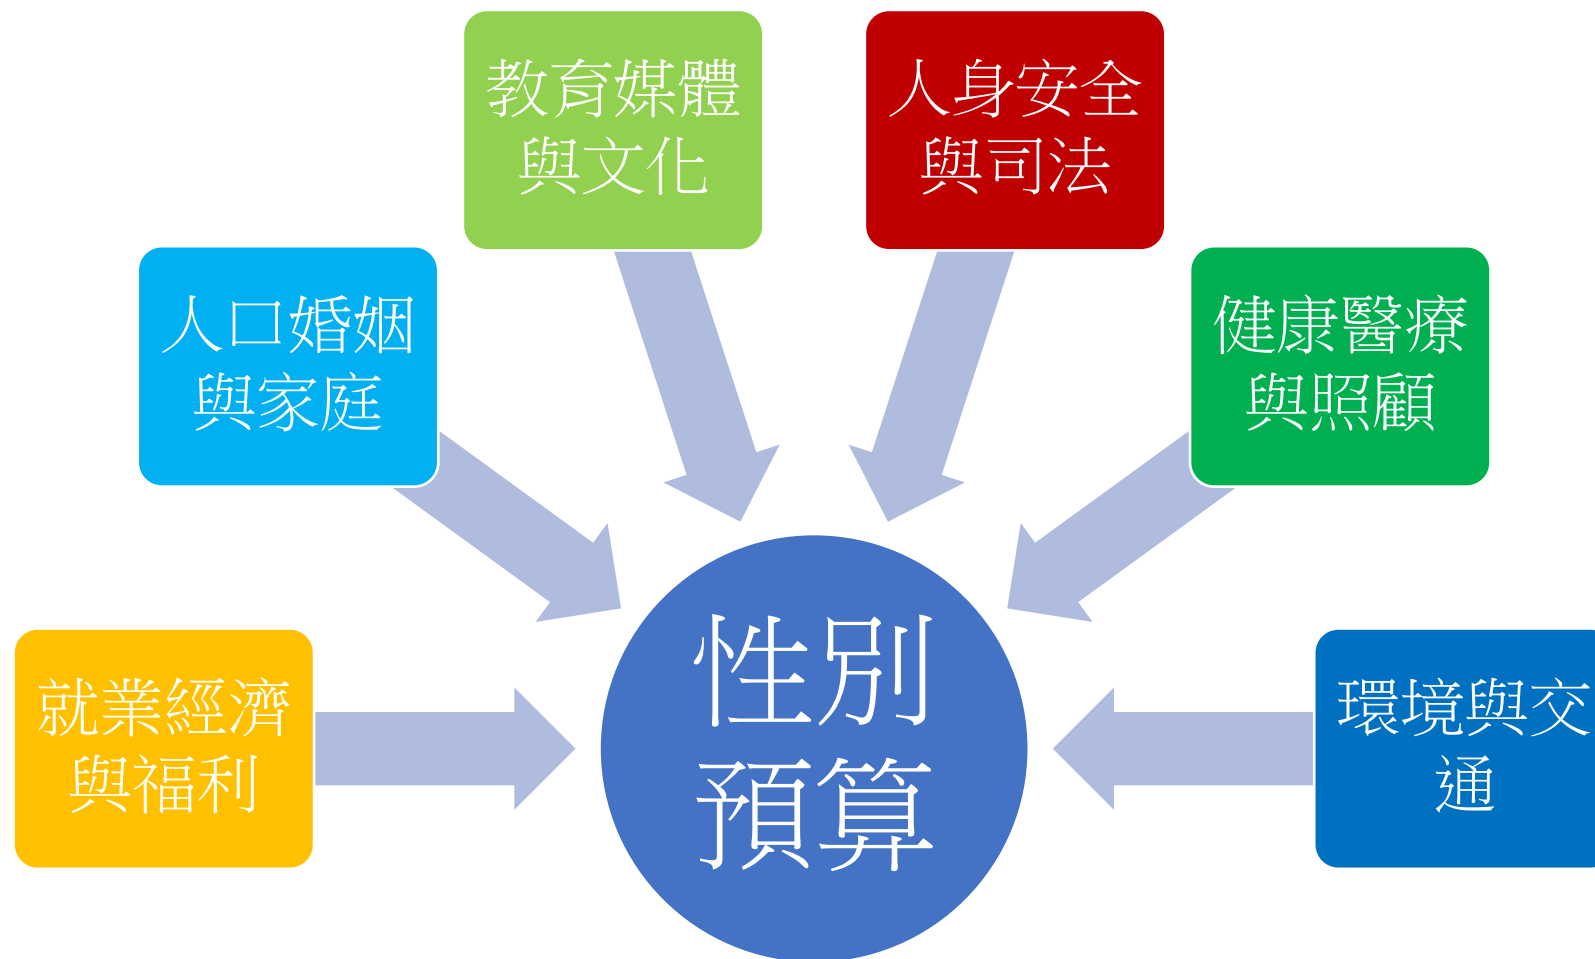 教育媒體
與文化
人身安全
與司法
人口婚姻
與家庭
健康醫療
與照顧
就業經濟
與福利
性別
預算
環境與交
通